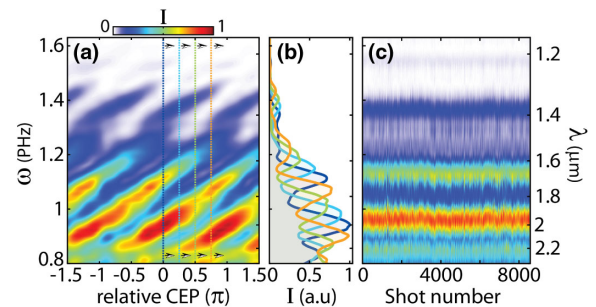 I
0 1
(a) (b) (c)
1.6
1.4
1.2
1
0.8
ω (PHz)
-1.5 -1 -0.5 0 0.5 1 1.5
relative CEP (π)
0 0.5 1
I (a.u)
0 4000 8000
Shot number
1.2
1.4
1.6
1.8
2
2.2
λ (μm)